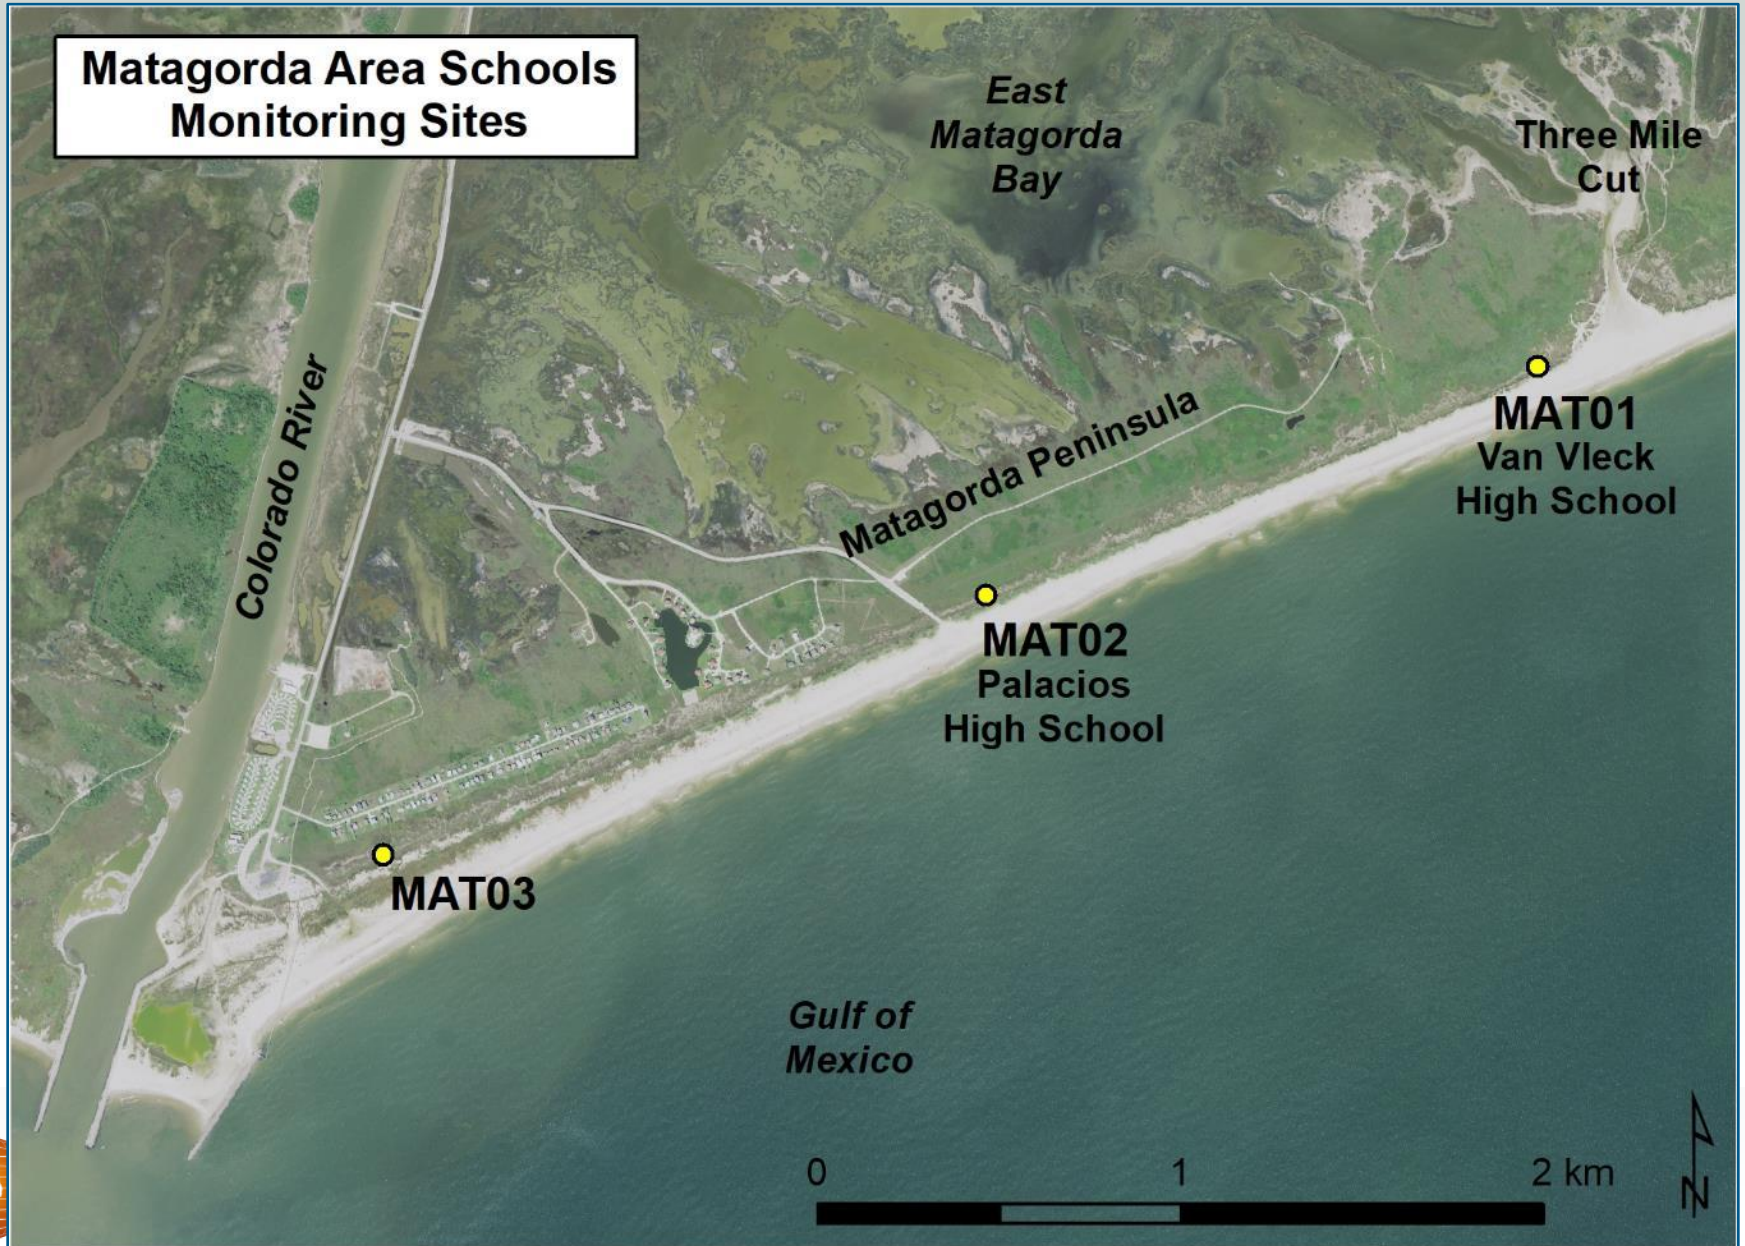 Matagorda Area Schools
Monitoring Sites
East
Matagorda
Bay
Three Mile
Cut
Colorado River
Matagorda Peninsula
MAT01
Van Vleck
High School
MAT02
Palacios
High School
MAT03
Gulf of
Mexico
0 1 2 km
N